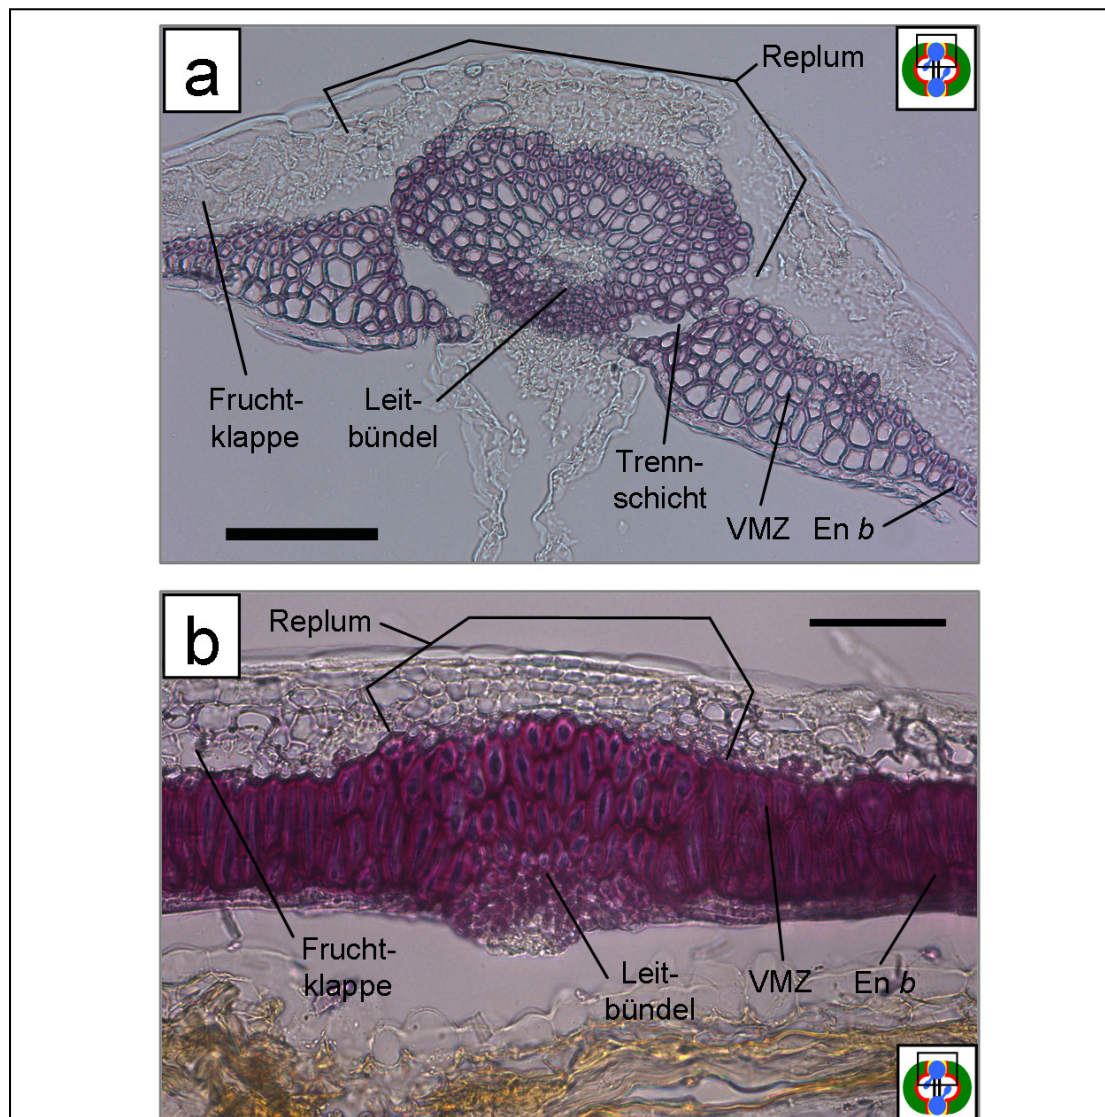 a
Replum
Frucht-
klappe
Leit-
bündel
Trenn-
schicht
VMZ
En b
b
Replum
Frucht-
klappe
Leit-
bündel
VMZ
En b